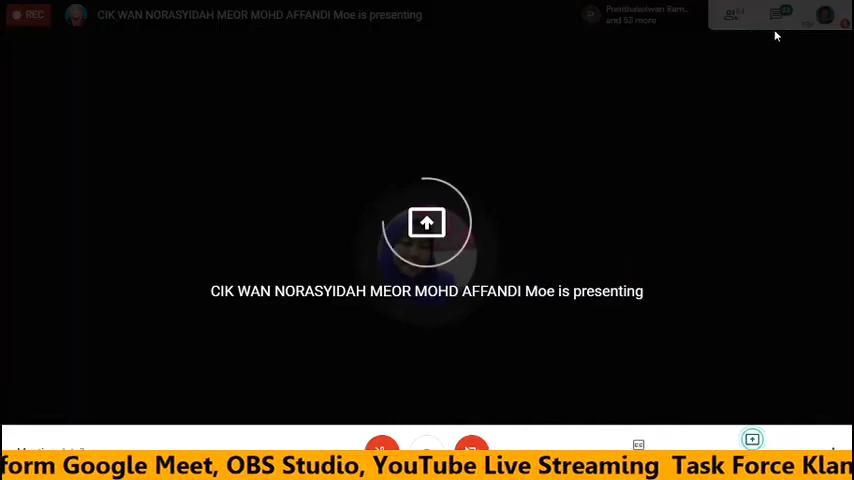 REC
CIK WAN NORASYIDAH MEOR MOHD AFFANDI Moe is presenting
and 53 more
CIK WAN NORASYIDAH MEOR MOHD AFFANDI Moe is presenting
form Google Meet, OBS Studio, YouTube Live Streaming Task Force Klan